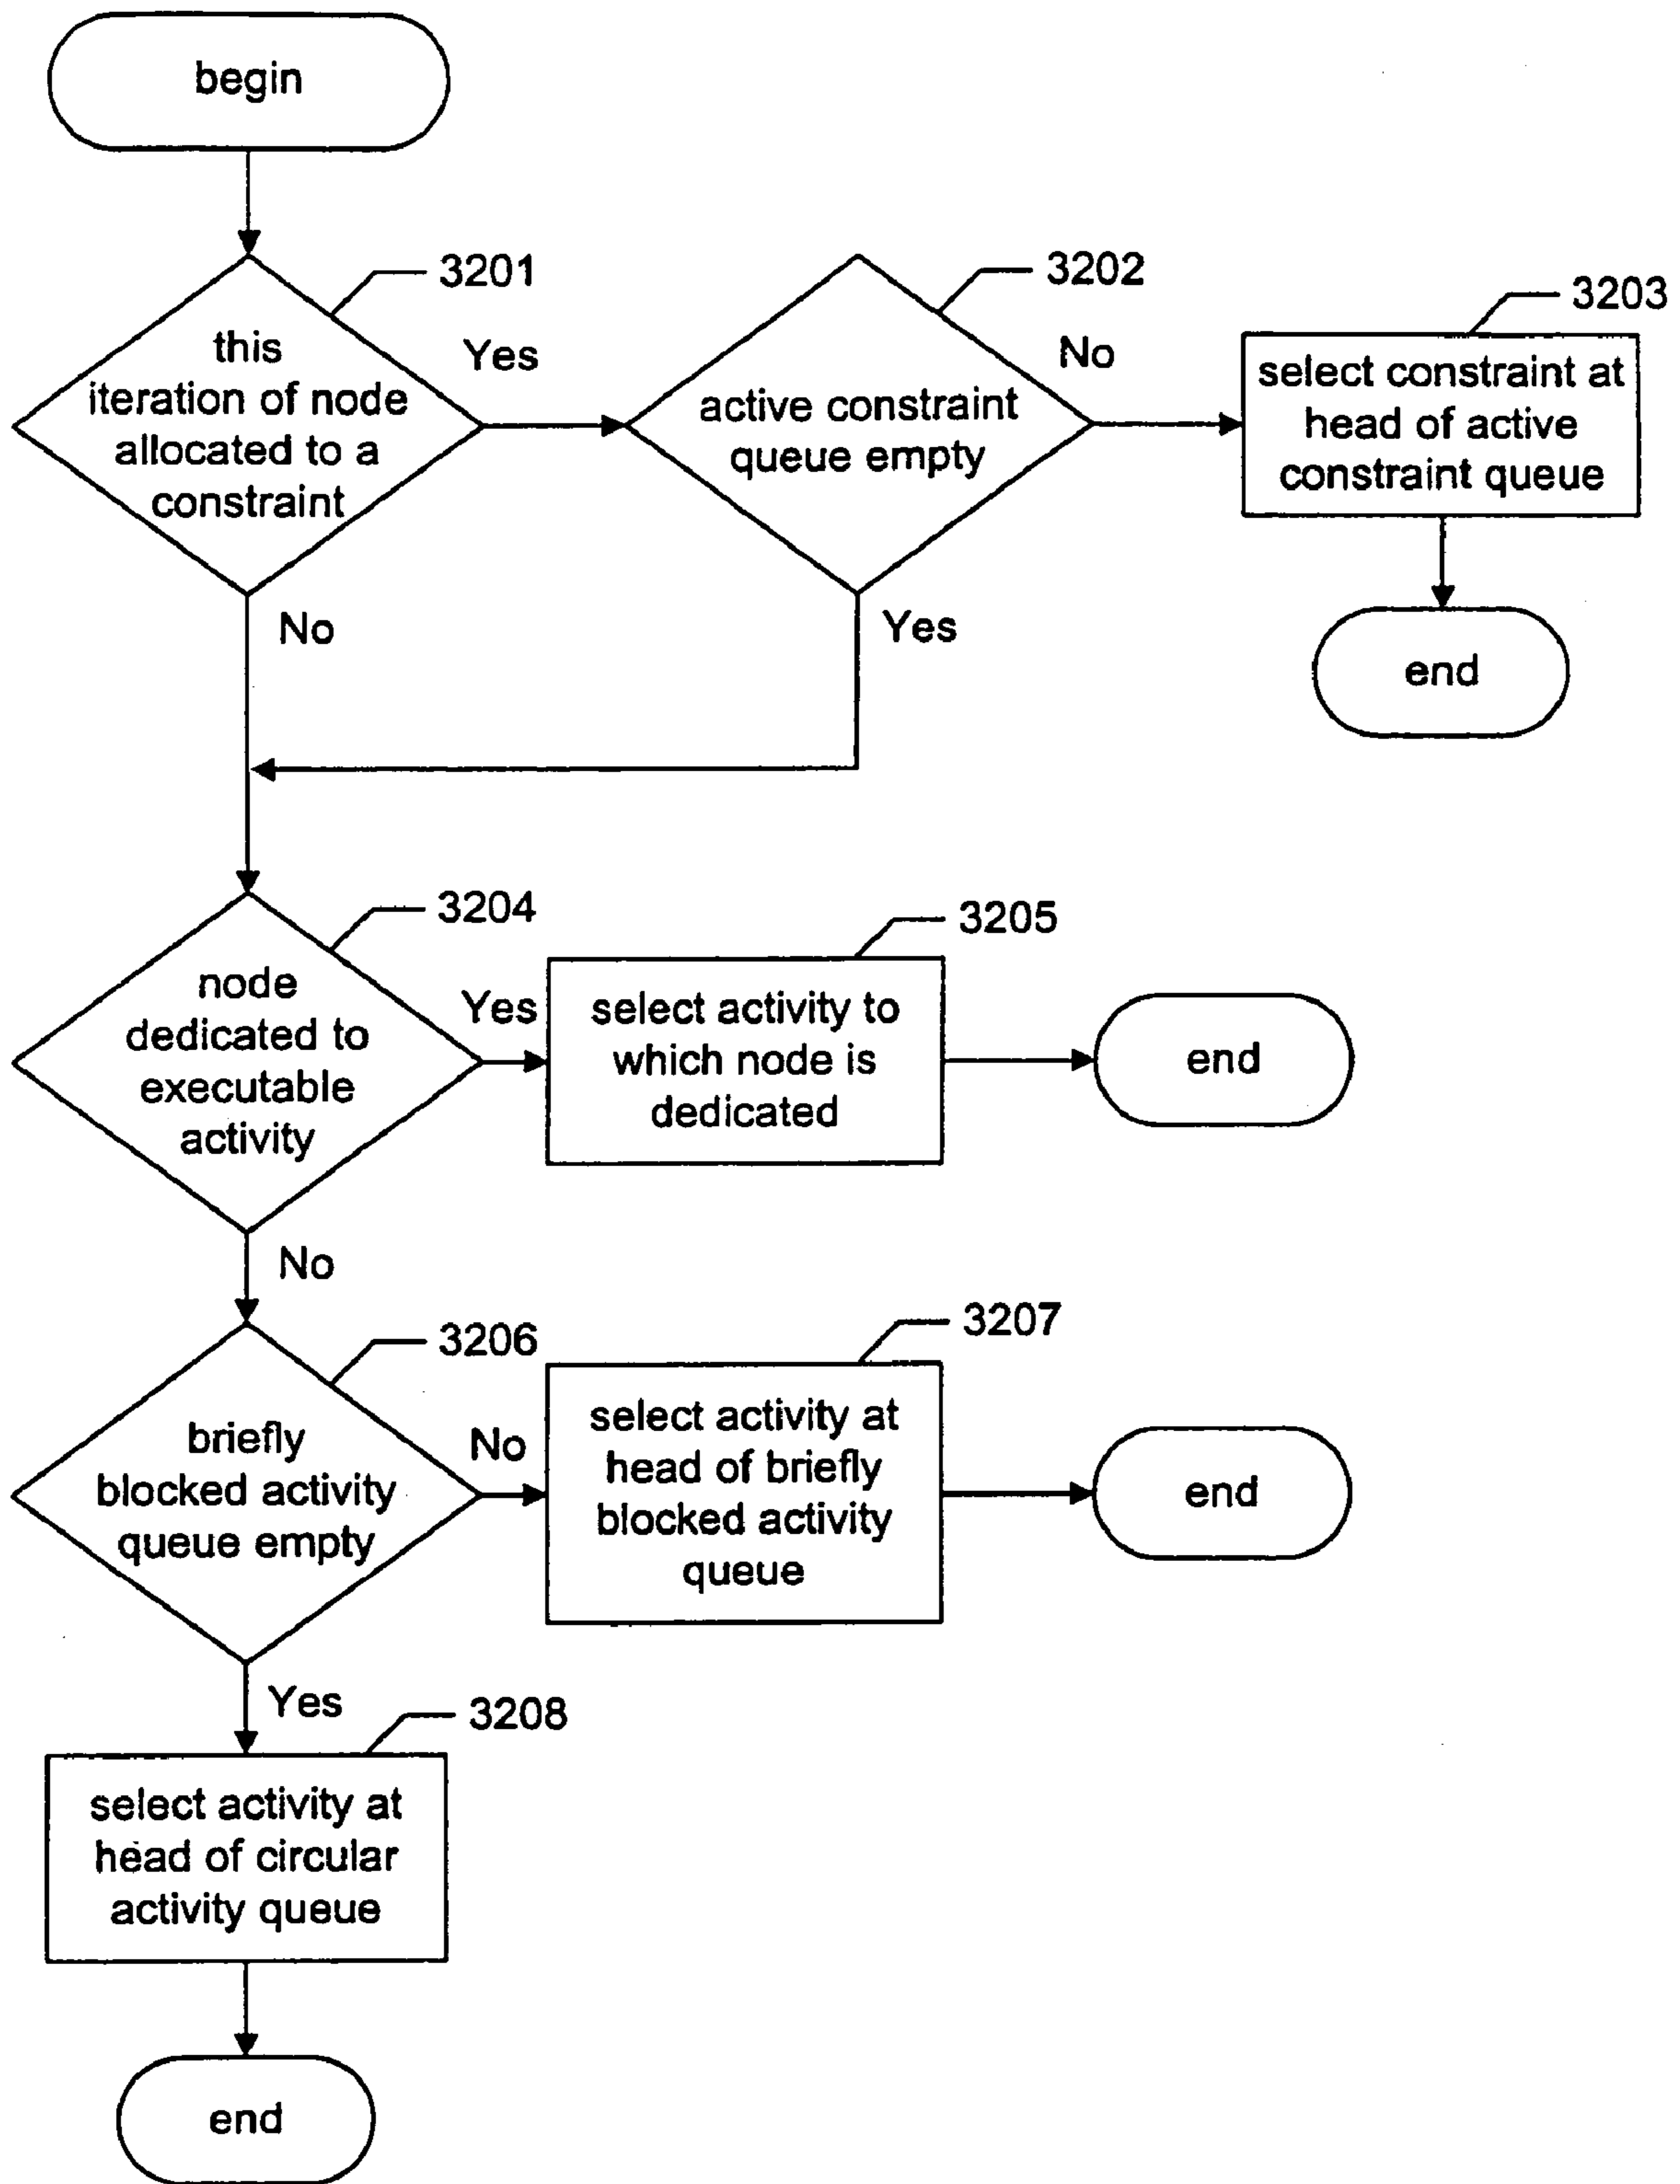 begin
3201
this
iteration of node
allocated to a
constraint
Yes
3202
active constraint
queue empty
No
3203
select constraint at
head of active
constraint queue
end
No
Yes
3204
node
dedicated to
executable
activity
Yes
3205
select activity to
which node is
dedicated
end
No
3206
briefly
blocked activity
queue empty
No
3207
select activity at
head of briefly
blocked activity
queue
end
Yes
3208
select activity at
head of circular
activity queue
end